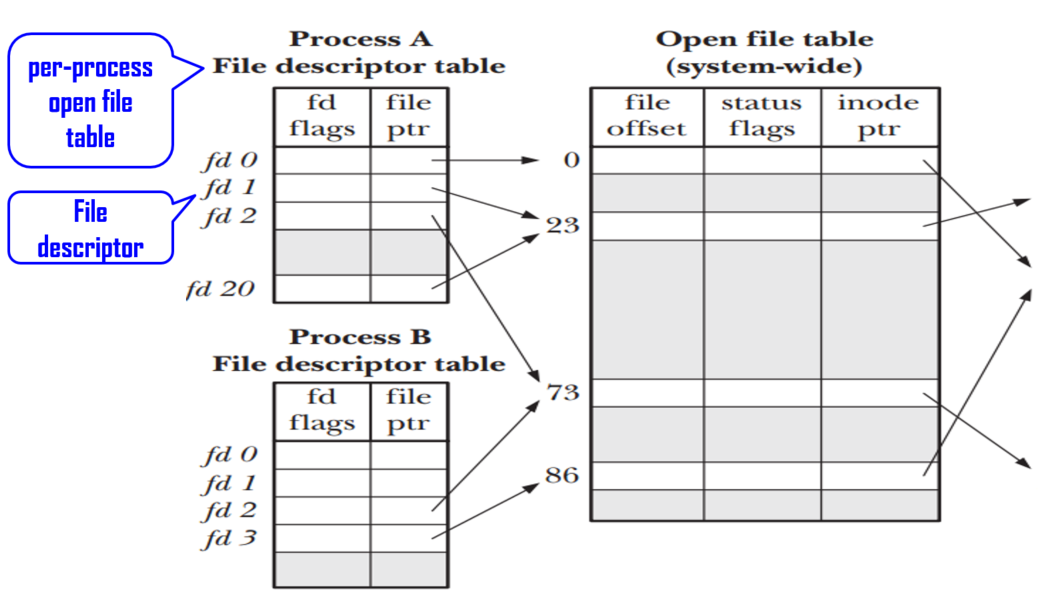 per-process
open file
table
File
descriptor
Process A
File descriptor table
fd
flags
file
ptr
fd 0
fd 1
fd 2
fd 20
Process B
File descriptor table
fd
flags
file
ptr
fd 0
fd 1
fd 2
fd 3
Open file table
(system-wide)
file
offset
status
flags
inode
ptr
0
23
73
86